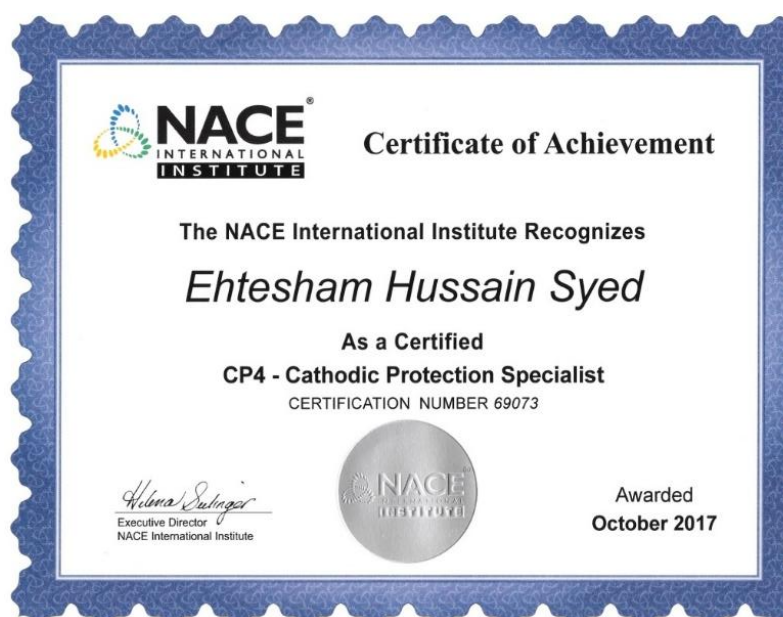 NACE®
INTERNATIONAL
INSTITUTE
Certificate of Achievement
The NACE International Institute Recognizes
Ehtesham Hussain Syed
As a Certified
CP4 - Cathodic Protection Specialist
CERTIFICATION NUMBER 69073
Executive Director
NACE International Institute
NACE
INTERNATIONAL
INSTITUTE
Awarded
October 2017